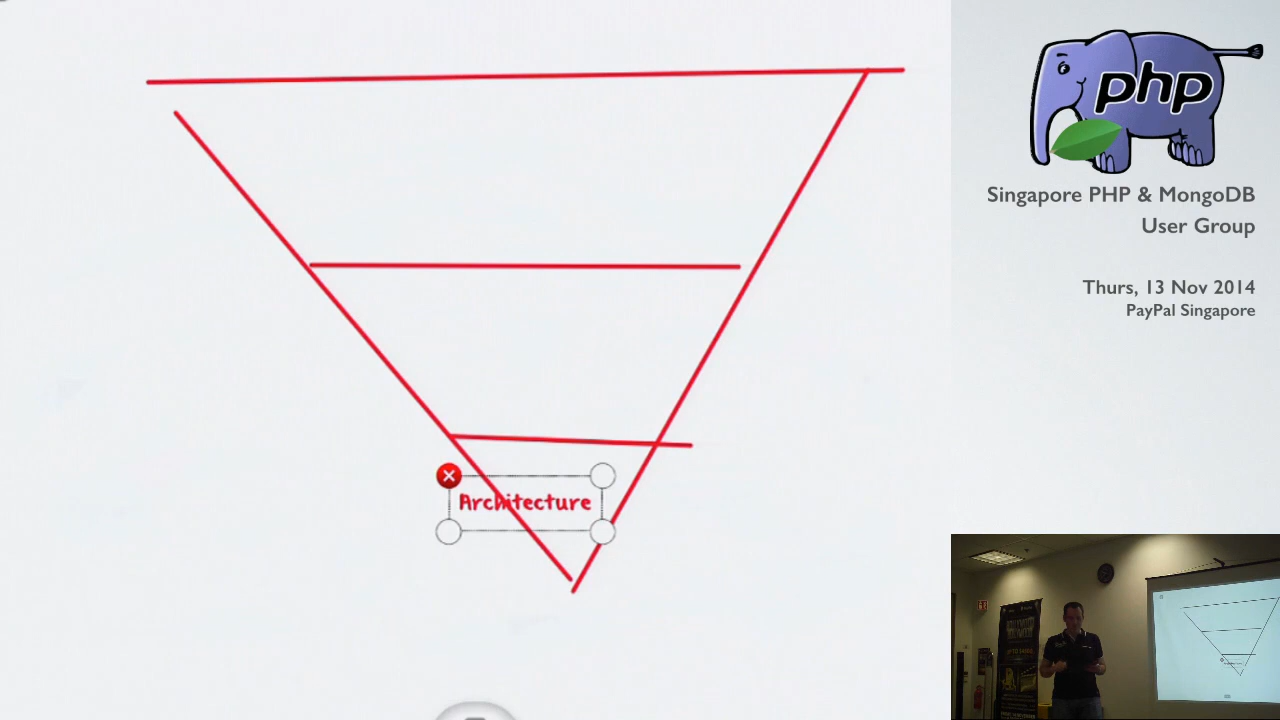 Architecture
php
Singapore PHP & MongoDB
User Group
Thurs, 13 Nov 2014
PayPal Singapore